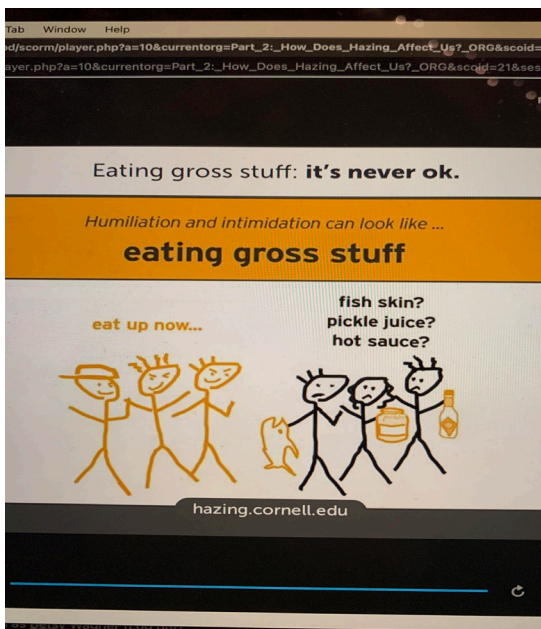 Tab Window Help
d/scorm/player.php?a=10&currentorg=Part_2:_How_Does_Hazing_Affect_Us?_ORG&scoid=
ayer.php?a=10&currentorg=Part_2:_How_Does_Hazing_Affect_Us?_ORG&scoid=21&ses
Eating gross stuff: it's never ok.
Humiliation and intimidation can look like ...
eating gross stuff
eat up now...
fish skin?
pickle juice?
hot sauce?
hazing.cornell.edu